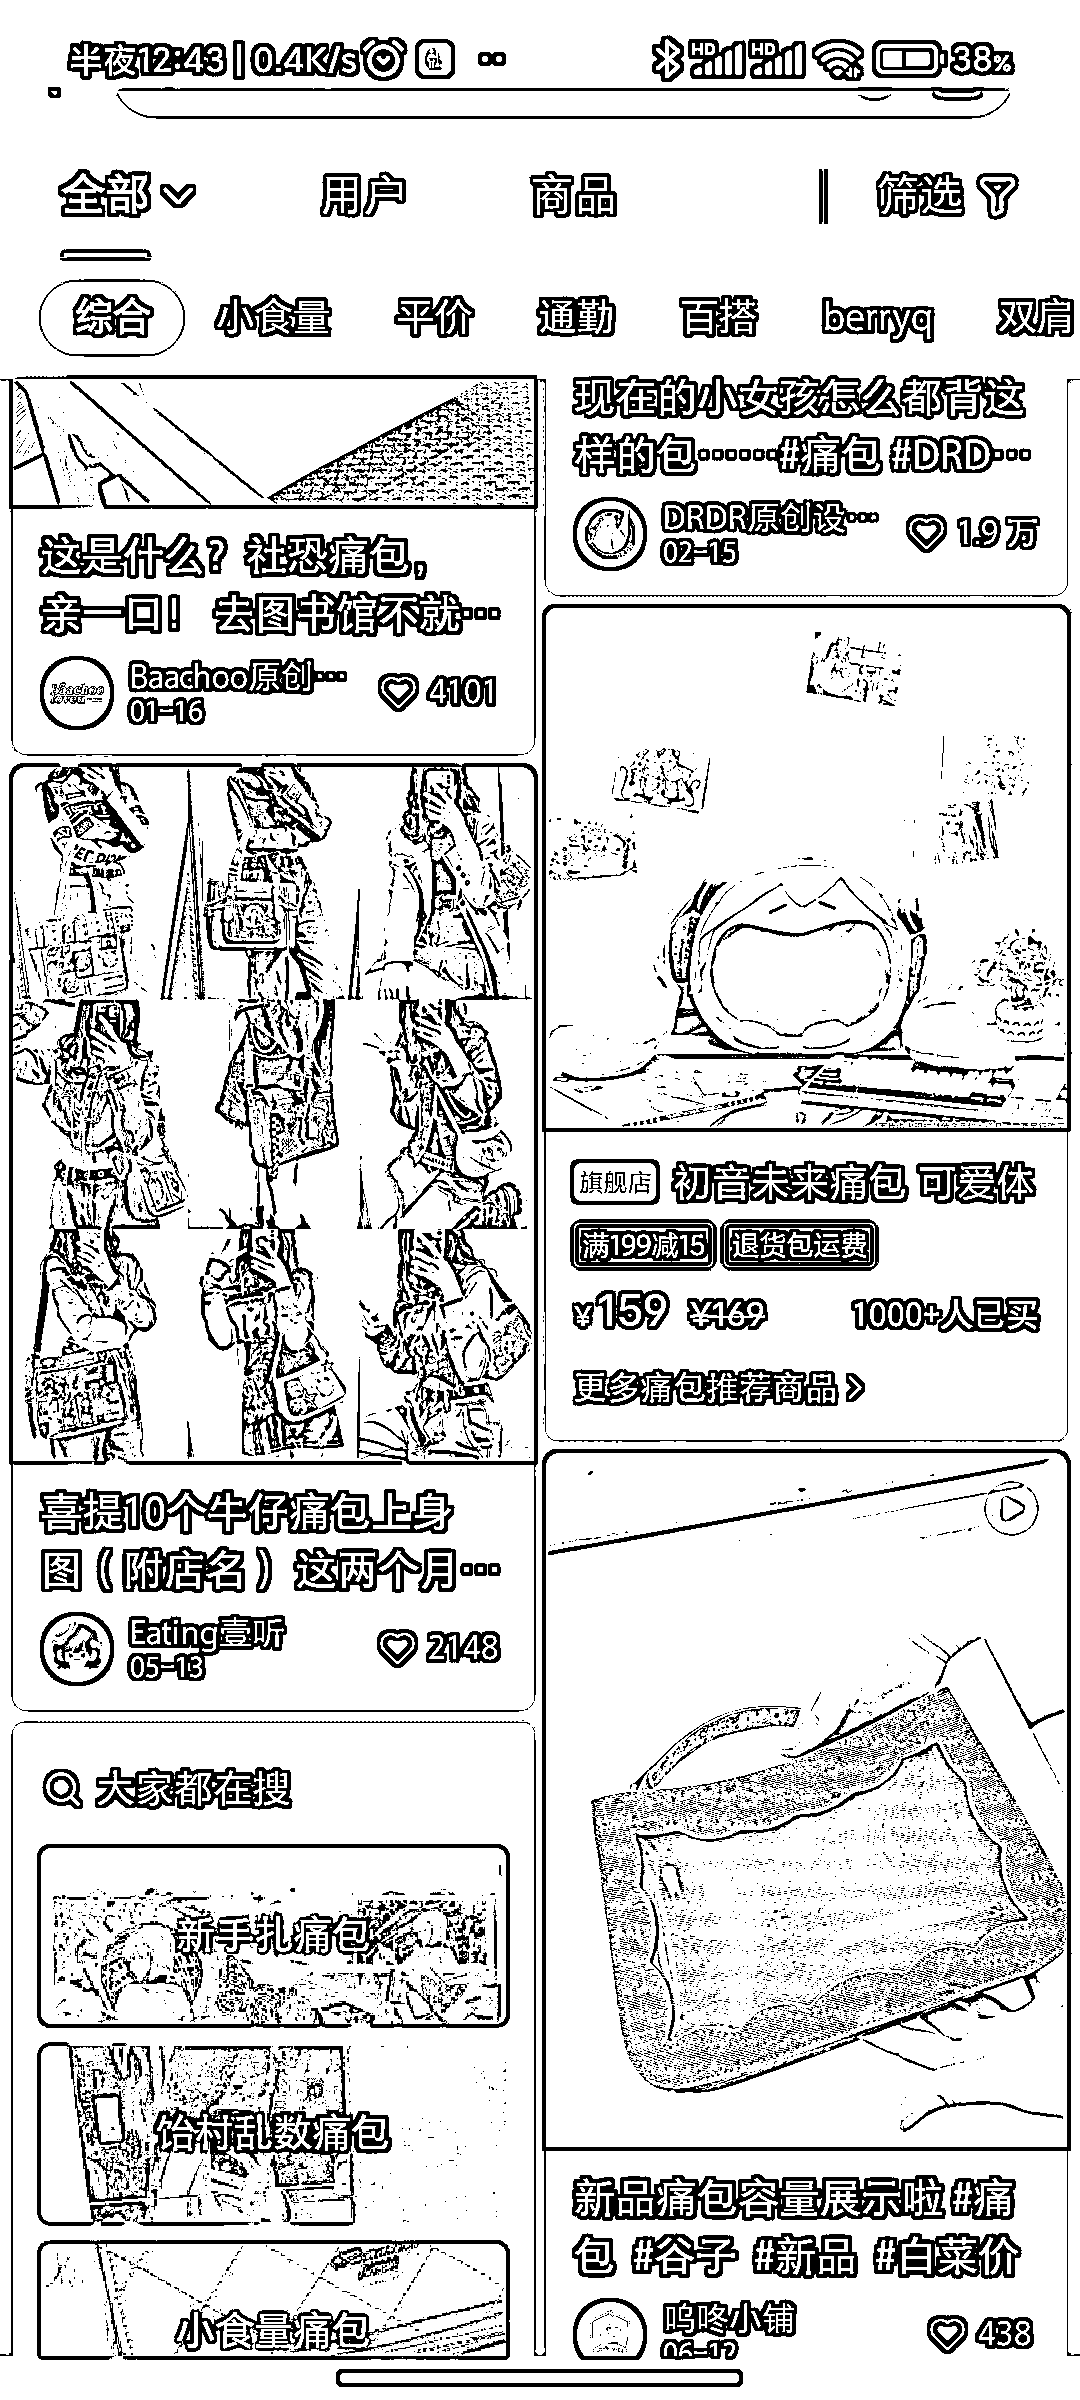 半夜12:43 | 0.4K/s
HD HD 38%
全部 用户 商品 筛选
综合 小食量 平价 通勤 百搭 berryq 双肩
这是什么？社恐痛包，
亲一口！ 去图书馆不就…
Baachoo原创…
01-16
4101
喜提10个牛仔痛包上身
图（附店名） 这两个月…
Eating壹听
05-13
2148
大家都在搜
新手扎痛包
饴村乱数痛包
小食量痛包
现在的小女孩怎么都背这
样的包……#痛包 #DRD…
DRDR原创设…
02-15
1.9 万
旗舰店 初音未来痛包 可爱体
满199减15 退货包运费
¥159 ¥169 1000+人已买
更多痛包推荐商品 >
新品痛包容量展示啦 #痛
包 #谷子 #新品 #白菜价
呜咚小铺
438